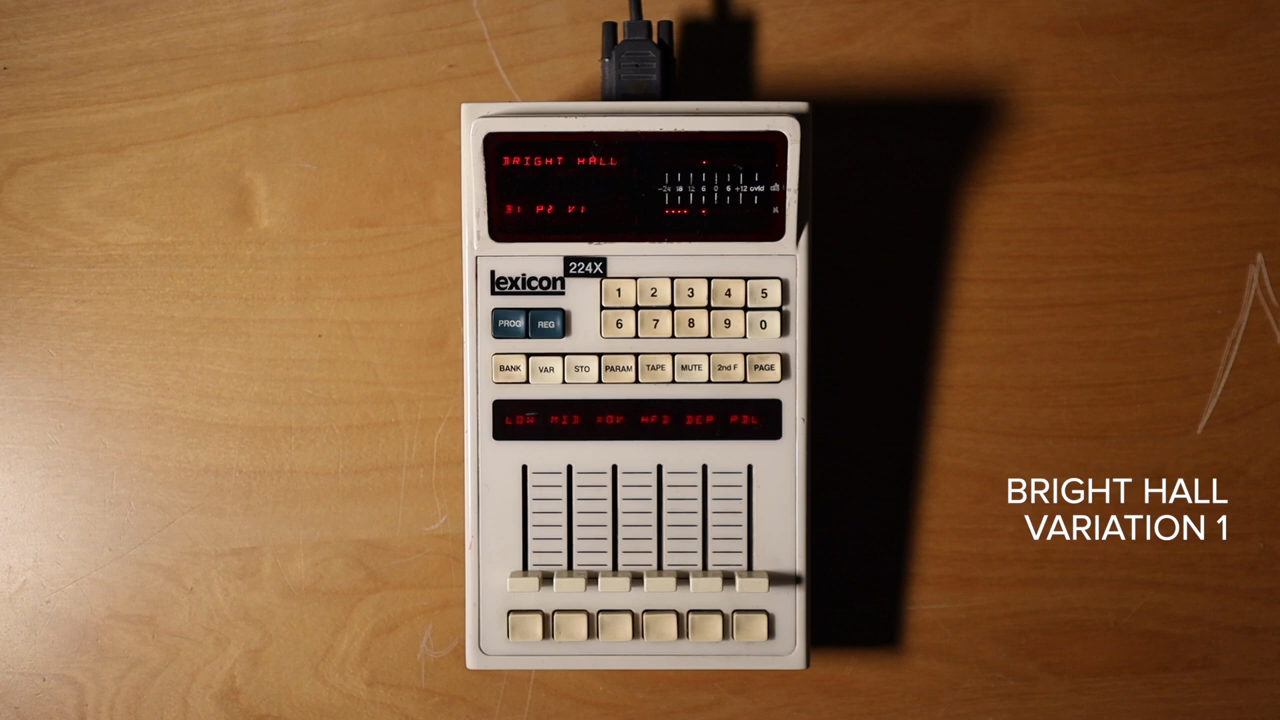 BRIGHT HALL
B1 P2 V1
-24 18 12 6 0 6 +12 ovld
lexicon 224X
1 2 3 4 5
PROG REG 6 7 8 9 0
BANK VAR STO PARAM TAPE MUTE 2nd F PAGE
LOW MID XOV HFD DEP PDL
BRIGHT HALL
VARIATION 1